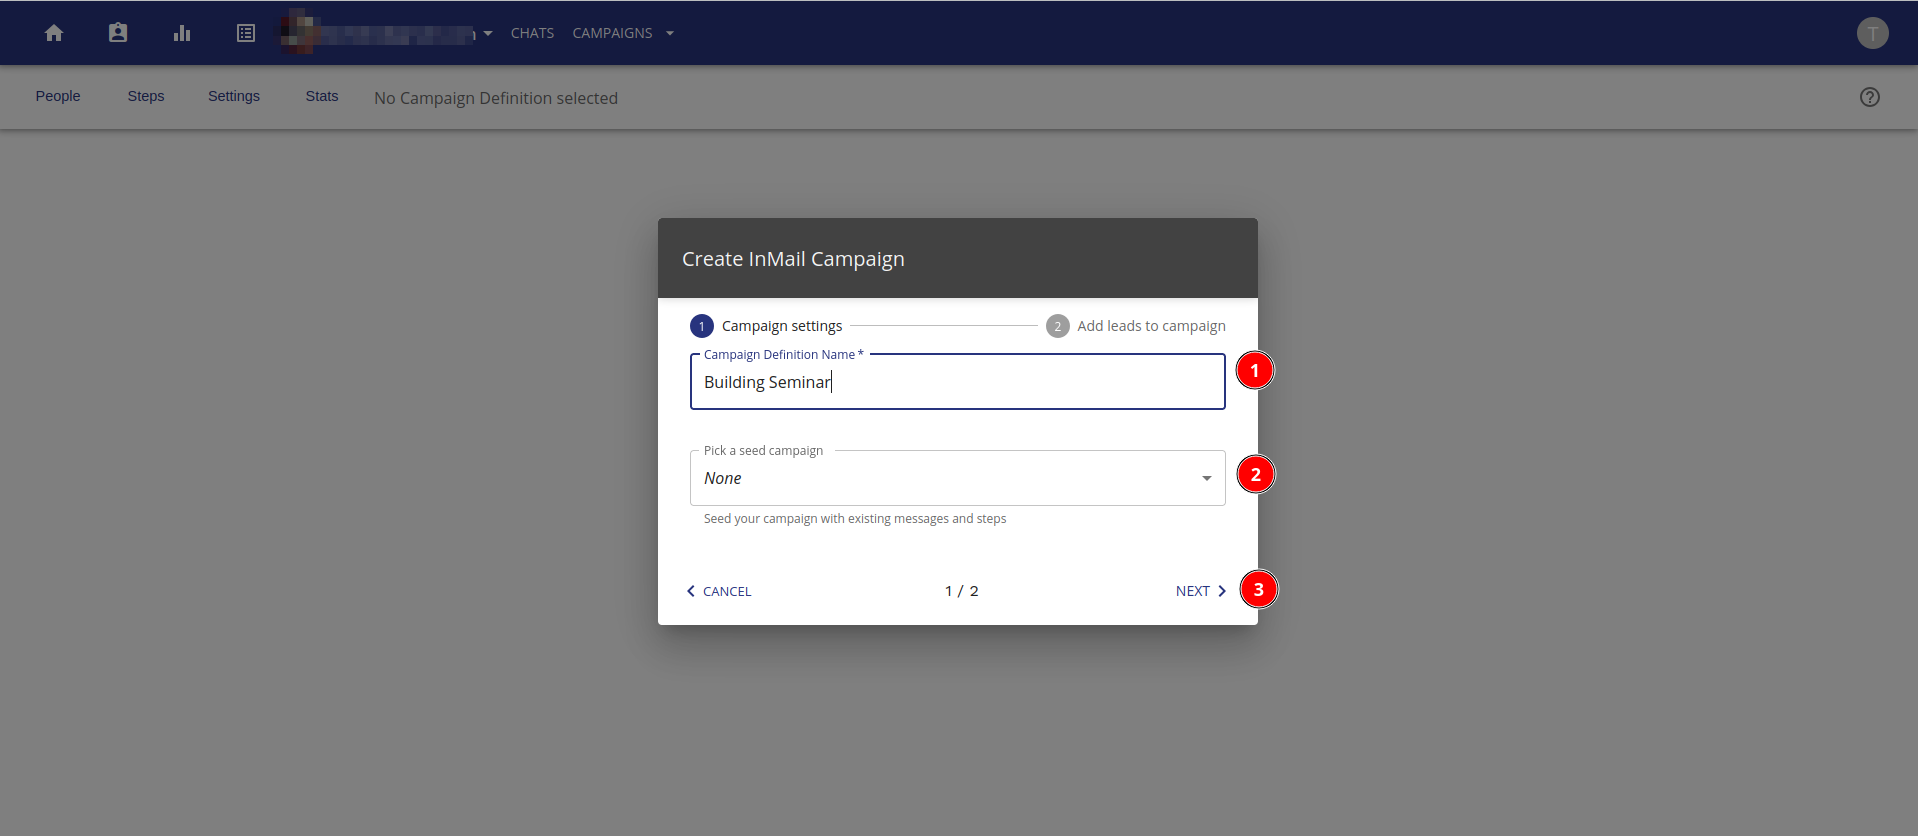 CHATS CAMPAIGNS T
People Steps Settings Stats No Campaign Definition selected ?
Create InMail Campaign
1 Campaign settings 2 Add leads to campaign
Campaign Definition Name *
Building Seminar
1
Pick a seed campaign
None
2
Seed your campaign with existing messages and steps
CANCEL 1 / 2 NEXT 3